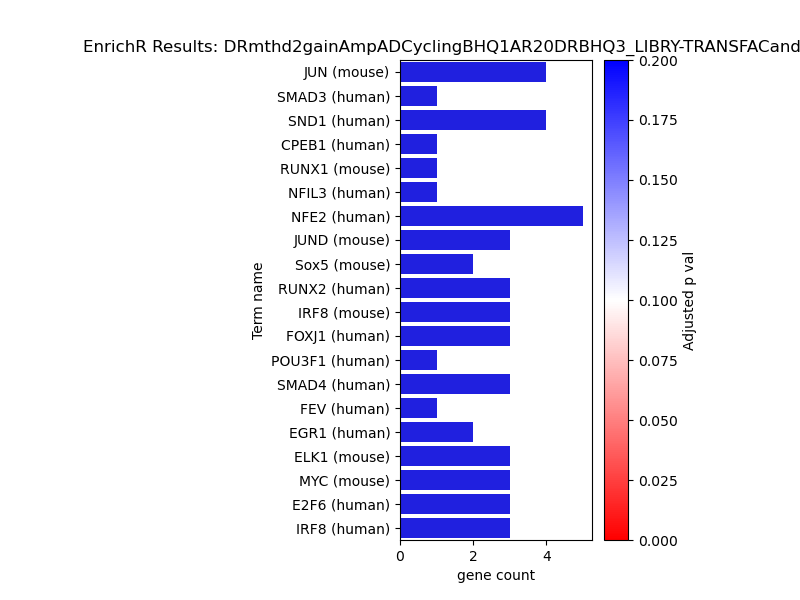 EnrichR Results: DRmthd2gainAmpADCyclingBHQ1AR20DRBHQ3_LIBRY-TRANSFACand
JUN (mouse)
SMAD3 (human)
SND1 (human)
CPEB1 (human)
RUNX1 (mouse)
NFIL3 (human)
NFE2 (human)
JUND (mouse)
Sox5 (mouse)
RUNX2 (human)
IRF8 (mouse)
FOXJ1 (human)
POU3F1 (human)
SMAD4 (human)
FEV (human)
EGR1 (human)
ELK1 (mouse)
MYC (mouse)
E2F6 (human)
IRF8 (human)
Term name
0 2 4
gene count
0.200
0.175
0.150
0.125
0.100
0.075
0.050
0.025
0.000
Adjusted p val